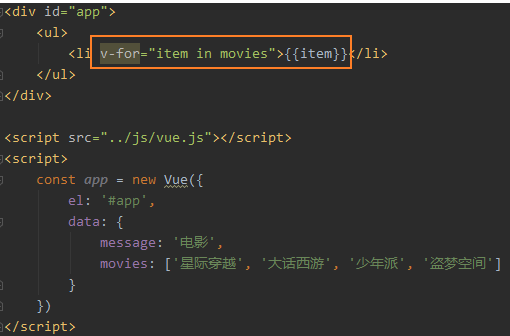 <div id="app">
<ul>
<li v-for="item in movies">{{item}}</li>
</ul>
</div>
<script src="../js/vue.js"></script>
<script>
const app = new Vue({
el: '#app',
data: {
message: '电影',
movies: ['星际穿越', '大话西游', '少年派', '盗梦空间']
}
})
</script>